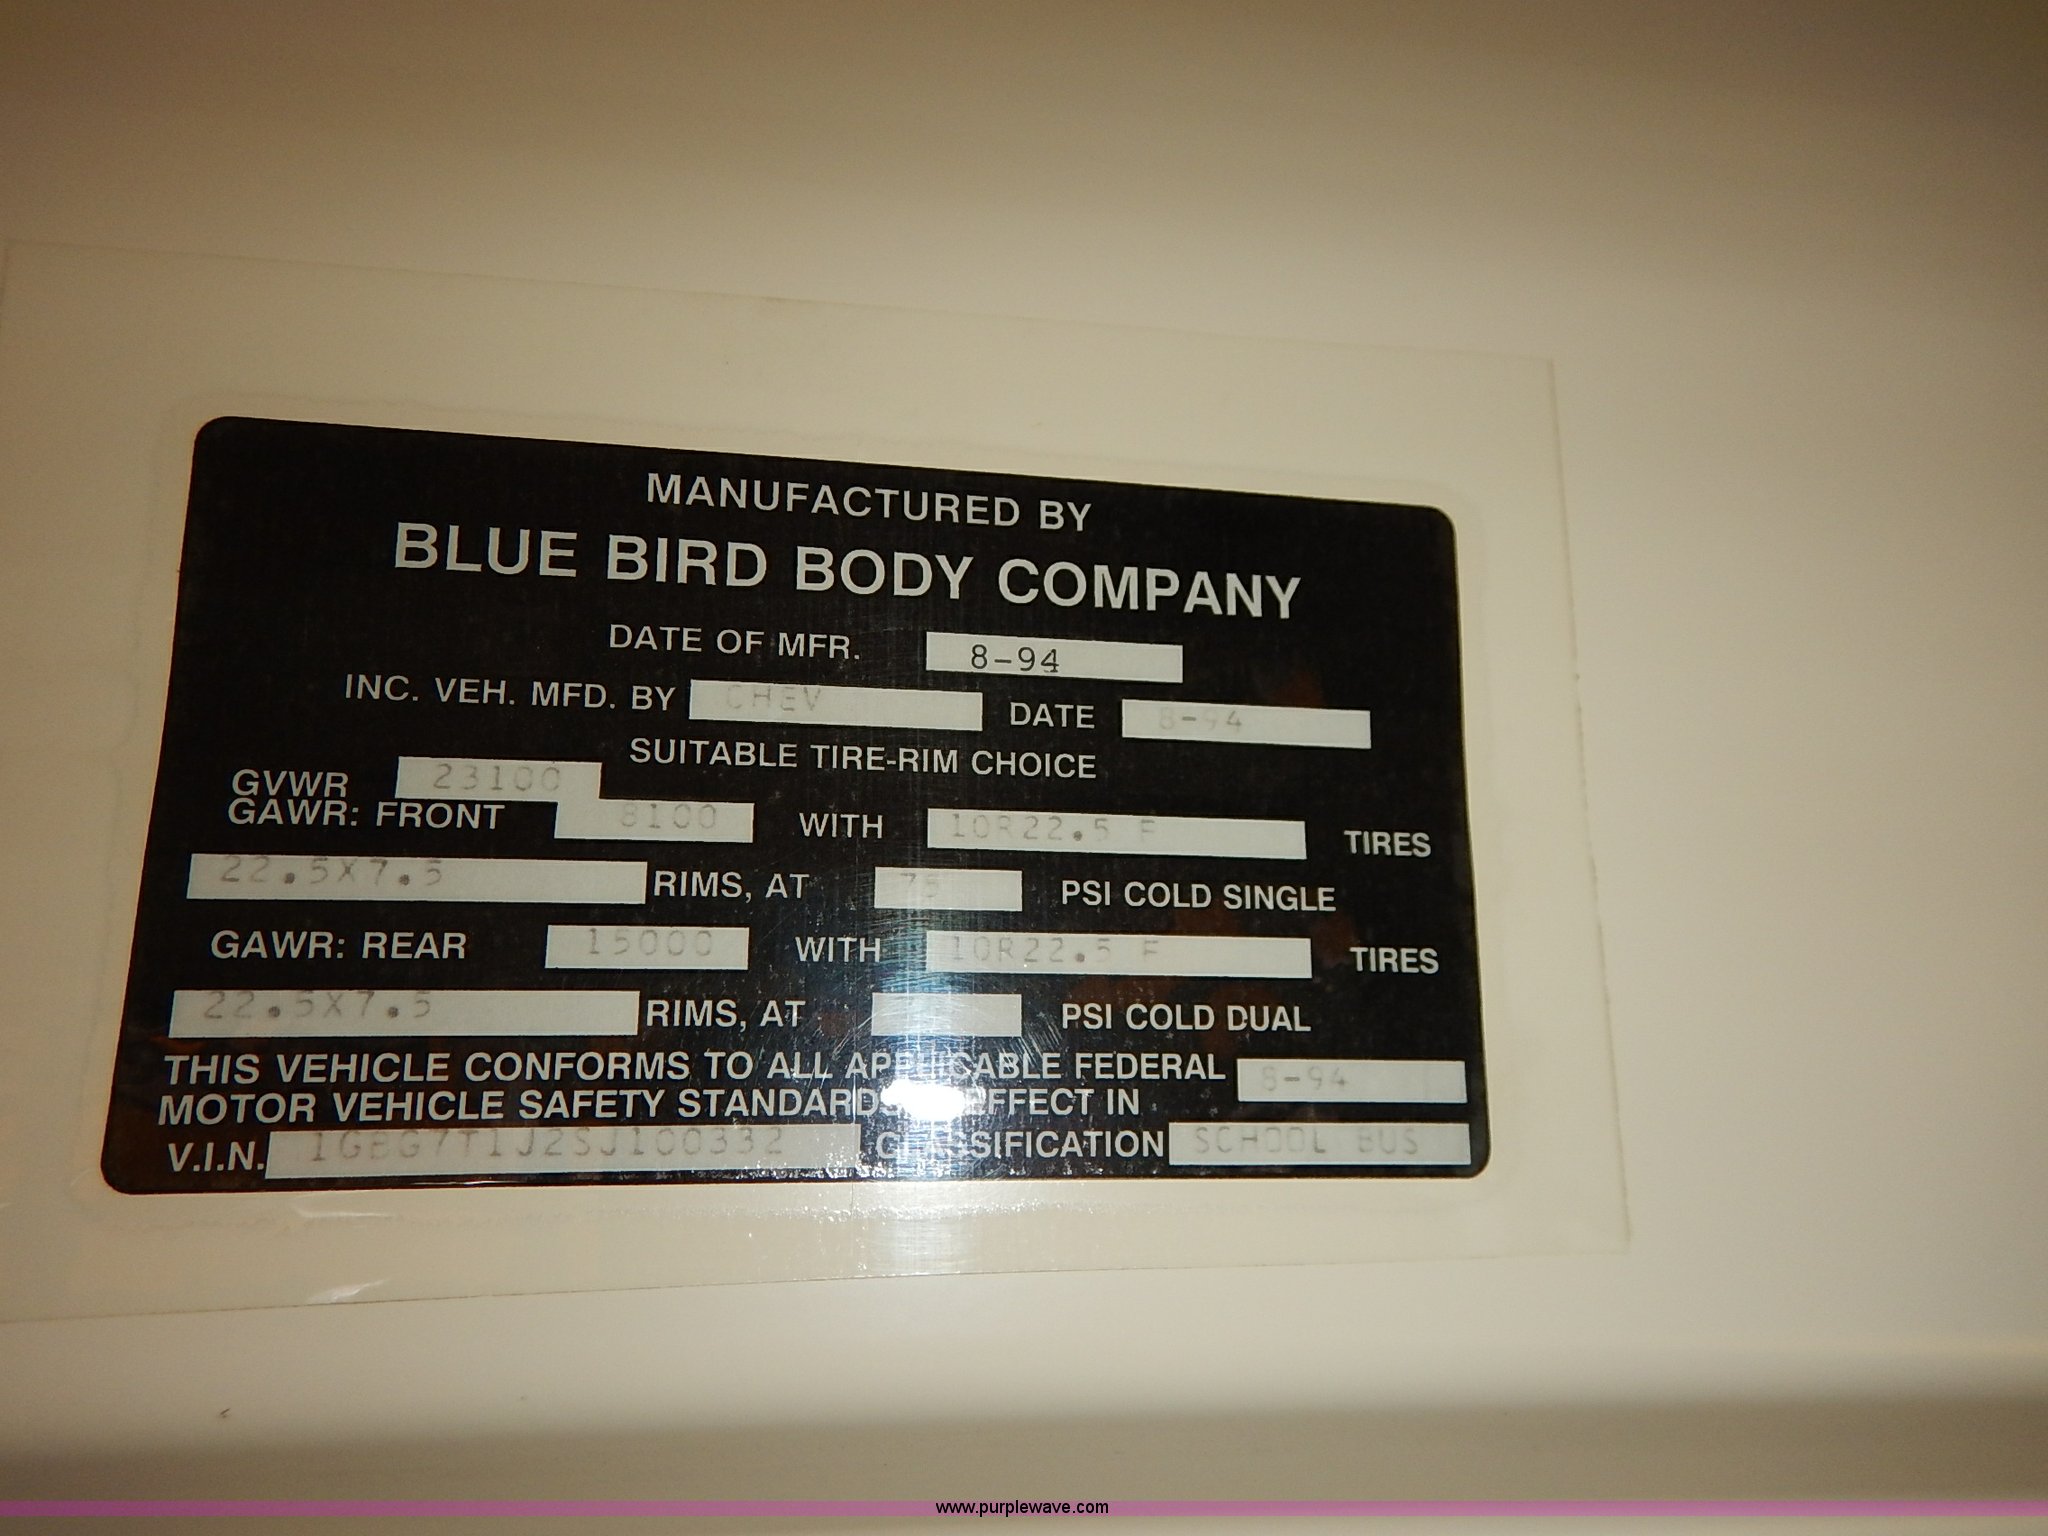 MANUFACTURED BY
BLUE BIRD BODY COMPANY
DATE OF MFR. 8-94
INC. VEH. MFD. BY CHEV DATE 8-94
SUITABLE TIRE-RIM CHOICE
GVWR 23100
GAWR: FRONT 8100 WITH 10R22.5 F TIRES
22.5X7.5 RIMS, AT 75 PSI COLD SINGLE
GAWR: REAR 15000 WITH 10R22.5 F TIRES
22.5X7.5 RIMS, AT PSI COLD DUAL
THIS VEHICLE CONFORMS TO ALL APPLICABLE FEDERAL 8-94
MOTOR VEHICLE SAFETY STANDARDS EFFECT IN
V.I.N. 1GBG7T1J2SJ100332 CLASSIFICATION SCHOOL BUS
www.purplewave.com